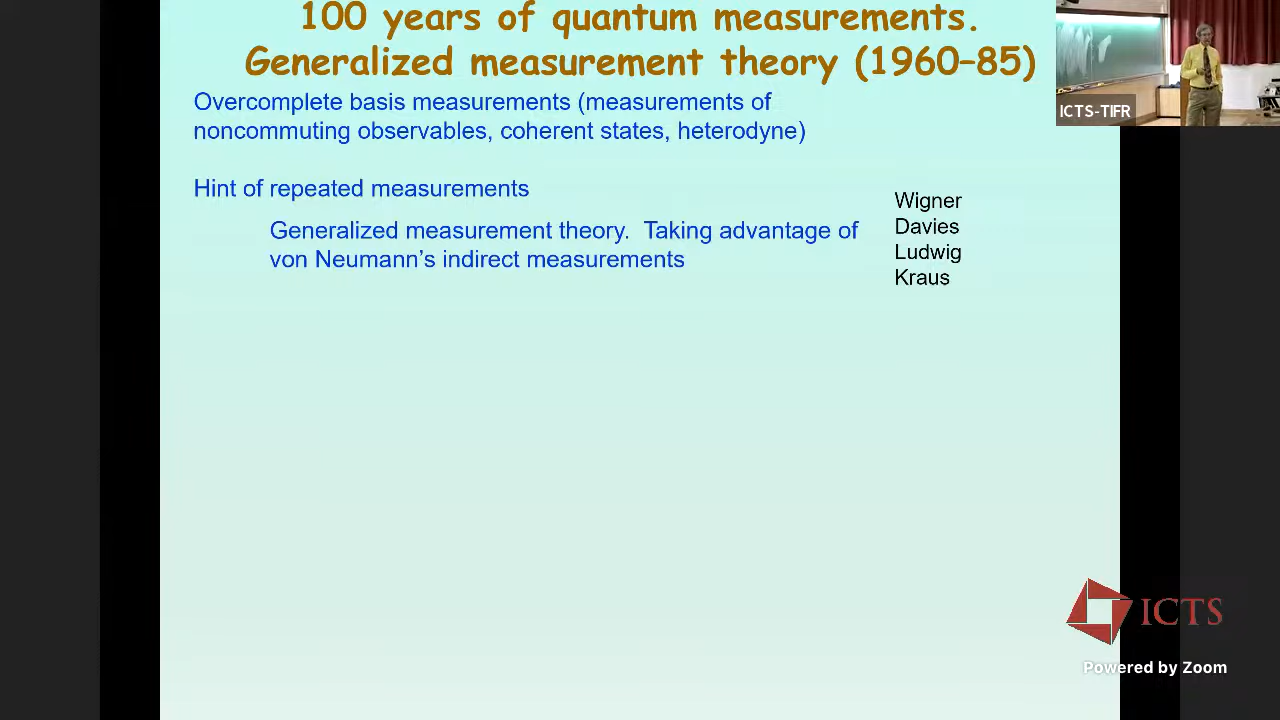 100 years of quantum measurements.
Generalized measurement theory (1960–85)
Overcomplete basis measurements (measurements of
noncommuting observables, coherent states, heterodyne)
Hint of repeated measurements
Generalized measurement theory.  Taking advantage of
von Neumann’s indirect measurements
Wigner
Davies
Ludwig
Kraus
ICTS-TIFR
ICTS
Powered by Zoom